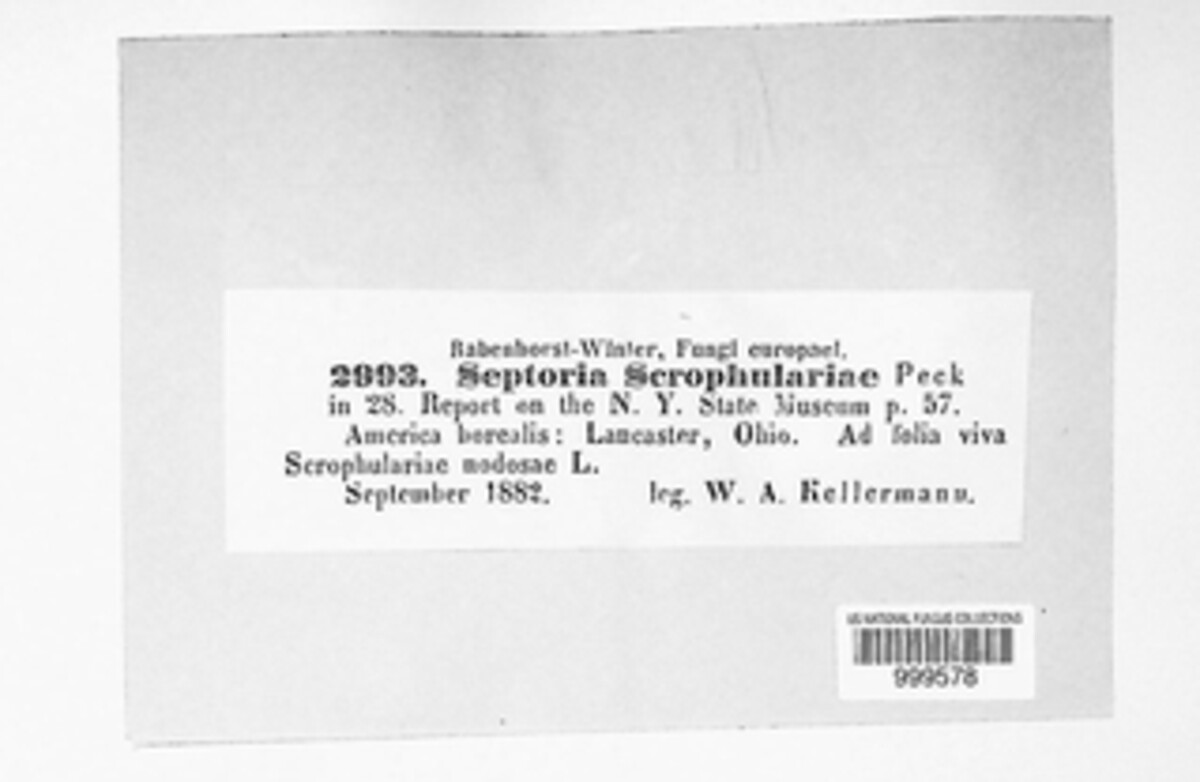 Rabenhorst-Winter, Fungi europaei.
2993. Septoria Scrophulariae Peck
in 28. Report on the N. Y. State Museum p. 57.
America borealis: Lancaster, Ohio. Ad folia viva
Scrophulariae nodosae L.
September 1882. leg. W. A. Kellermann.
US NATIONAL FUNGUS COLLECTIONS
999578